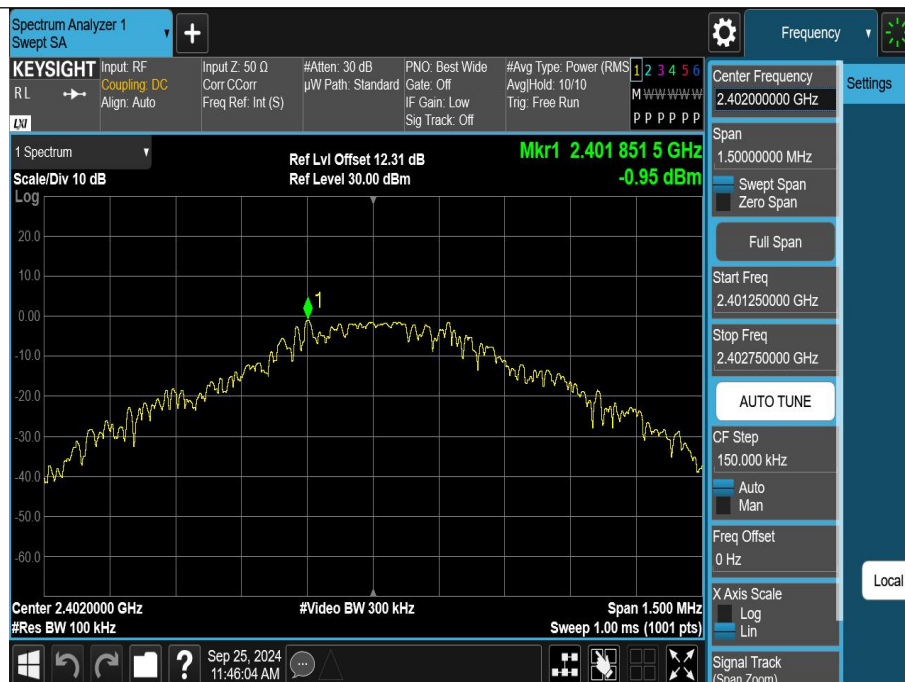 Spectrum Analyzer 1
Swept SA
Frequency
KEYSIGHT
RL
LXI
Input: RF
Coupling: DC
Align: Auto
Input Z: 50 Ω
Corr CCorr
Freq Ref: Int (S)
#Atten: 30 dB
µW Path: Standard
PNO: Best Wide
Gate: Off
IF Gain: Low
Sig Track: Off
#Avg Type: Power (RMS
Avg|Hold: 10/10
Trig: Free Run
1 2 3 4 5 6
M W W W W W
P P P P P P
1 Spectrum
Scale/Div 10 dB
Log
Ref Lvl Offset 12.31 dB
Ref Level 30.00 dBm
Mkr1 2.401 851 5 GHz
-0.95 dBm
20.0
10.0
0.00
-10.0
-20.0
-30.0
-40.0
-50.0
-60.0
1
Center 2.4020000 GHz
#Res BW 100 kHz
#Video BW 300 kHz
Span 1.500 MHz
Sweep 1.00 ms (1001 pts)
Center Frequency
2.402000000 GHz
Settings
Span
1.50000000 MHz
Swept Span
Zero Span
Full Span
Start Freq
2.401250000 GHz
Stop Freq
2.402750000 GHz
AUTO TUNE
CF Step
150.000 kHz
Auto
Man
Freq Offset
0 Hz
Local
X Axis Scale
Log
Lin
Signal Track
(Span Zoom)
?
Sep 25, 2024
11:46:04 AM